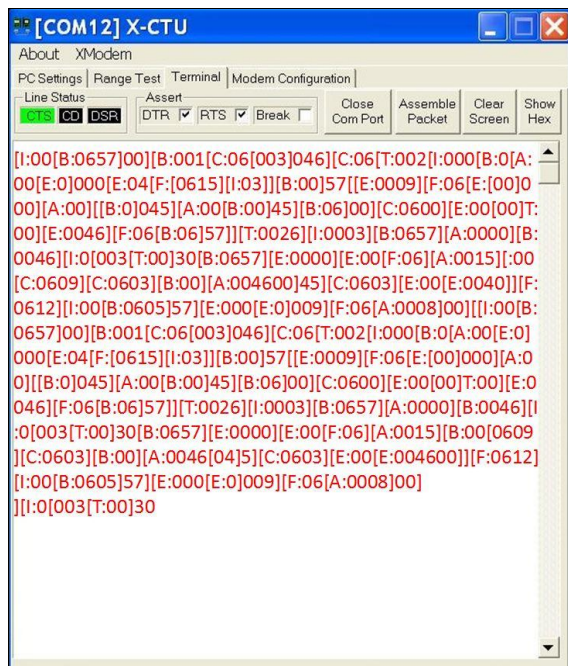 [COM12] X-CTU
About XModem
PC Settings Range Test Terminal Modem Configuration
Line Status
CTS CD DSR
Assert
DTR RTS Break
Close Com Port
Assemble Packet
Clear Screen
Show Hex
[I:00[B:0657]00][B:001[C:06[003]046][C:06[T:002[I:000[B:0[A:
00[E:0]000[E:04[F:[0615][I:03]][B:00]57[[E:0009][F:06[E:[00]0
00][A:00][[B:0]045][A:00[B:00]45][B:06]00][C:0600][E:00[00]T:
00][E:0046][F:06[B:06]57]][T:0026][I:0003][B:0657][A:0000][B:
0046][I:0[003[T:00]30[B:0657][E:0000][E:00[F:06][A:0015][:00
[C:0609][C:0603][B:00][A:004600]45][C:0603][E:00[E:0040]][F:
0612][I:00[B:0605]57][E:000[E:0]009][F:06[A:0008]00][[I:00[B:
0657]00][B:001[C:06[003]046][C:06[T:002[I:000[B:0[A:00[E:0]
000[E:04[F:[0615][I:03]][B:00]57[[E:0009][F:06[E:[00]000][A:0
0][[B:0]045][A:00[B:00]45][B:06]00][C:0600][E:00[00]T:00][E:0
046][F:06[B:06]57]][T:0026][I:0003][B:0657][A:0000][B:0046][I
:0[003[T:00]30[B:0657][E:0000][E:00[F:06][A:0015][B:00[0609
][C:0603][B:00][A:0046[04]5][C:0603][E:00[E:004600]][F:0612]
[I:00[B:0605]57][E:000[E:0]009][F:06[A:0008]00]
][I:0[003[T:00]30